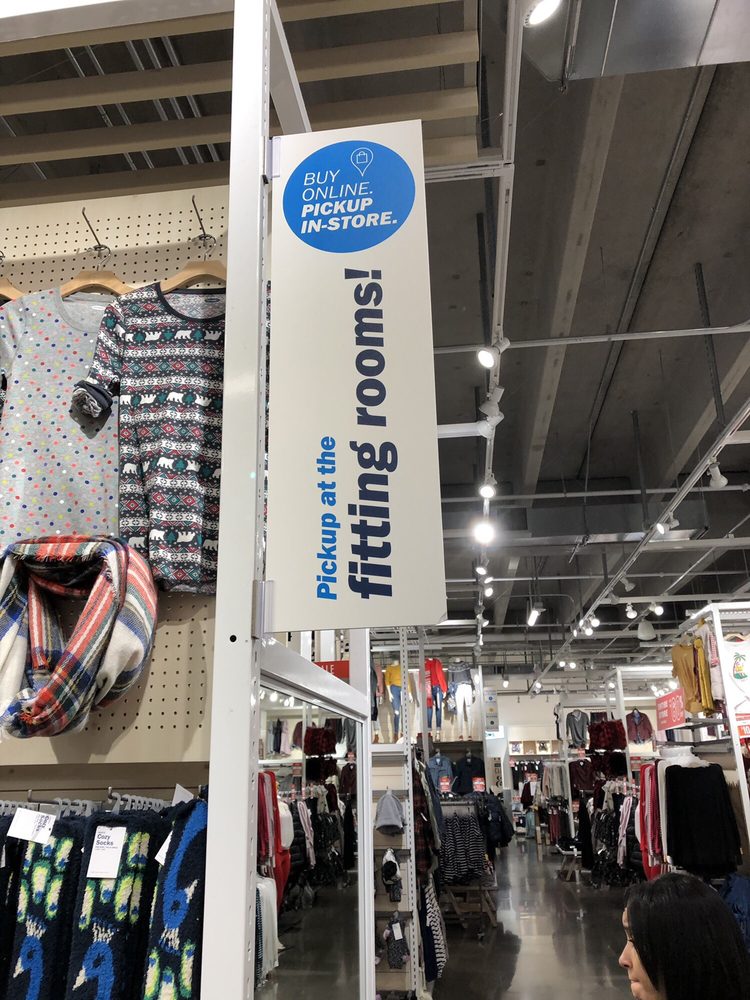 BUY
ONLINE.
PICKUP
IN-STORE.
Pickup at the
fitting rooms!
Cozy
Socks